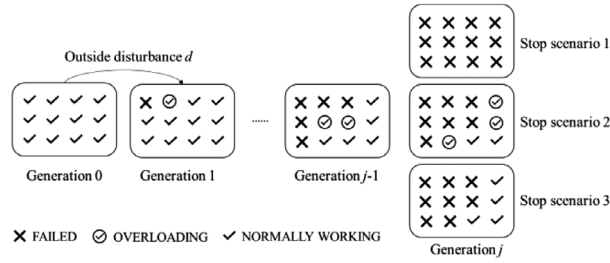 Stop scenario 1
Outside disturbance d
Stop scenario 2
Generation 0
Generation 1
......
Generation j-1
Stop scenario 3
FAILED
OVERLOADING
NORMALLY WORKING
Generation j